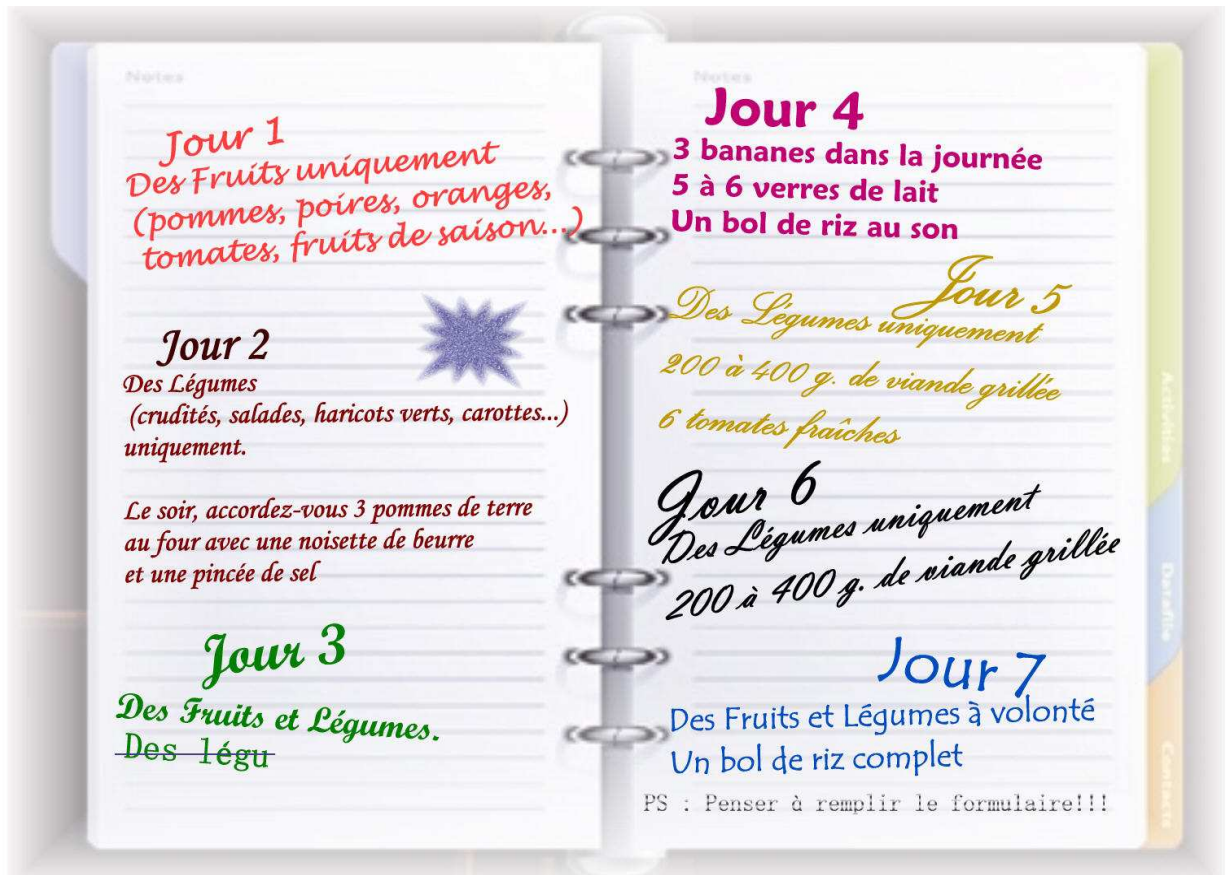 Notes
Jour 1
Des Fruits uniquement
(pommes, poires, oranges,
tomates, fruits de saison...)
Jour 2
Des Légumes
(crudités, salades, haricots verts, carottes...)
uniquement.
Le soir, accordez-vous 3 pommes de terre
au four avec une noisette de beurre
et une pincée de sel
Jour 3
Des Fruits et Légumes.
Des légu
Notes
Jour 4
3 bananes dans la journée
5 à 6 verres de lait
Un bol de riz au son
Jour 5
Des Légumes uniquement
200 à 400 g. de viande grillée
6 tomates fraîches
Jour 6
Des Légumes uniquement
200 à 400 g. de viande grillée
Jour 7
Des Fruits et Légumes à volonté
Un bol de riz complet
PS : Penser à remplir le formulaire!!!
Activities
Datafile
Contacts